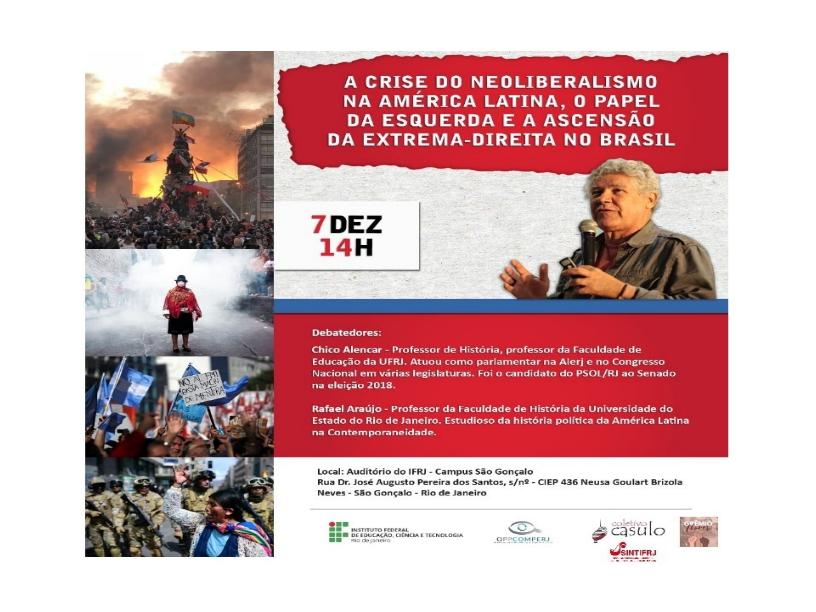 A CRISE DO NEOLIBERALISMO
NA AMÉRICA LATINA, O PAPEL
DA ESQUERDA E A ASCENSÃO
DA EXTREMA-DIREITA NO BRASIL
7 DEZ
14H
Debatedores:
Chico Alencar - Professor de História, professor da Faculdade de
Educação da UFRJ. Atuou como parlamentar na Alerj e no Congresso
Nacional em várias legislaturas. Foi o candidato do PSOL/RJ ao Senado
na eleição 2018.
Rafael Araújo - Professor da Faculdade de História da Universidade do
Estado do Rio de Janeiro. Estudioso da história política da América Latina
na Contemporaneidade.
Local: Auditório do IFRJ - Campus São Gonçalo
Rua Dr. José Augusto Pereira dos Santos, s/nº - CIEP 436 Neusa Goulart Brizola
Neves - São Gonçalo - Rio de Janeiro
INSTITUTO FEDERAL
DE EDUCAÇÃO, CIÊNCIA E TECNOLOGIA
Rio de Janeiro
OPPCOMPERJ
coletivo
casulo
SINTIFRJ
GRÊMIO
NO AL FMI